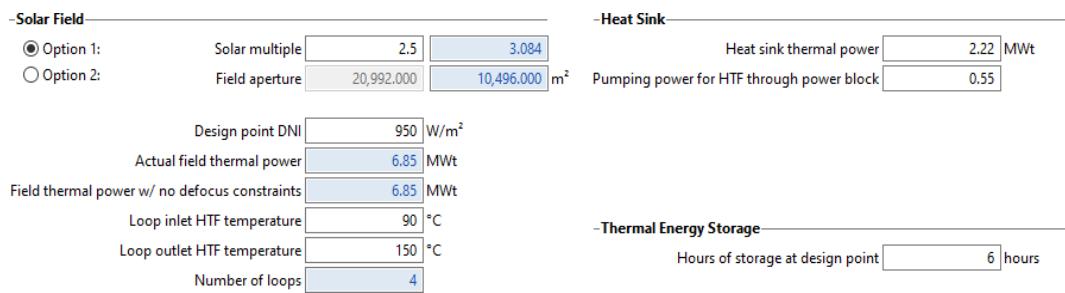 Solar Field
Option 1:
Solar multiple 2.5 3.084
Option 2:
Field aperture 20,992.000 10,496.000 m²
Design point DNI 950 W/m²
Actual field thermal power 6.85 MWt
Field thermal power w/ no defocus constraints 6.85 MWt
Loop inlet HTF temperature 90 °C
Loop outlet HTF temperature 150 °C
Number of loops 4
Heat Sink
Heat sink thermal power 2.22 MWt
Pumping power for HTF through power block 0.55
Thermal Energy Storage
Hours of storage at design point 6 hours